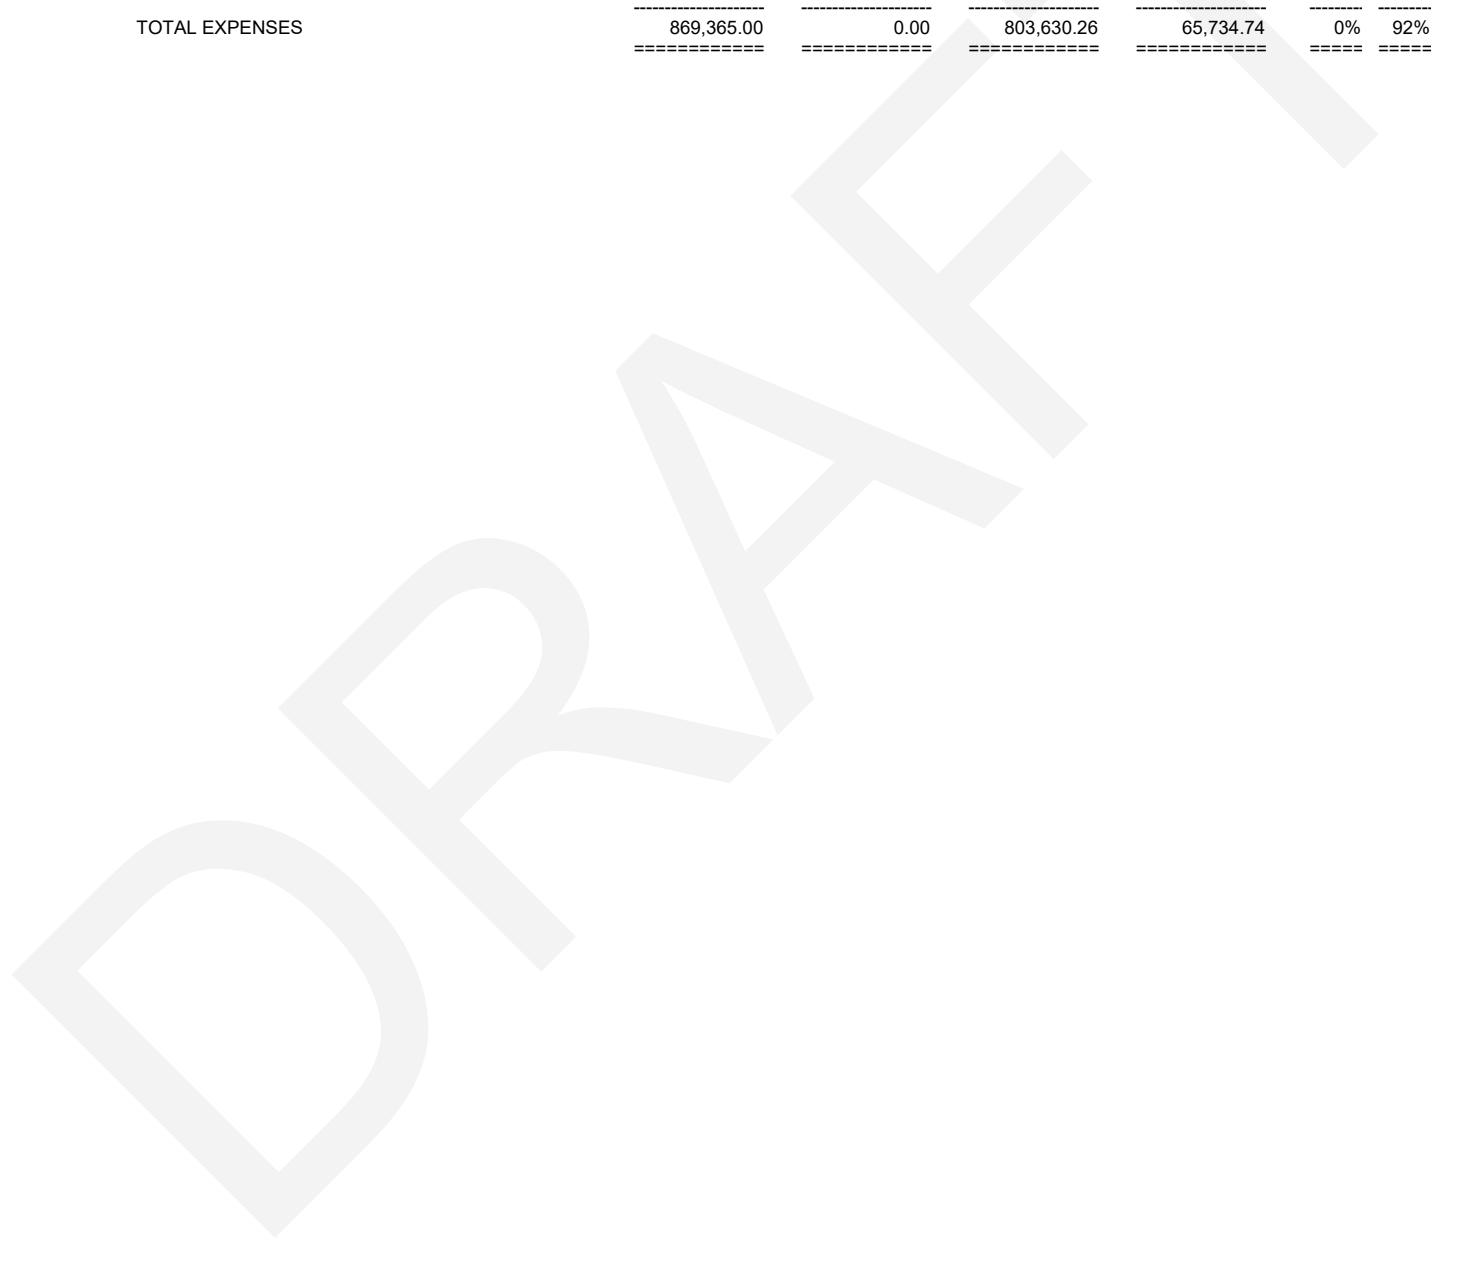 --------------------- --------------------- --------------------- --------------------- --------- ---------
TOTAL EXPENSES 869,365.00 0.00 803,630.26 65,734.74 0% 92%
============ ============ ============ ============ ===== =====
DRAFT